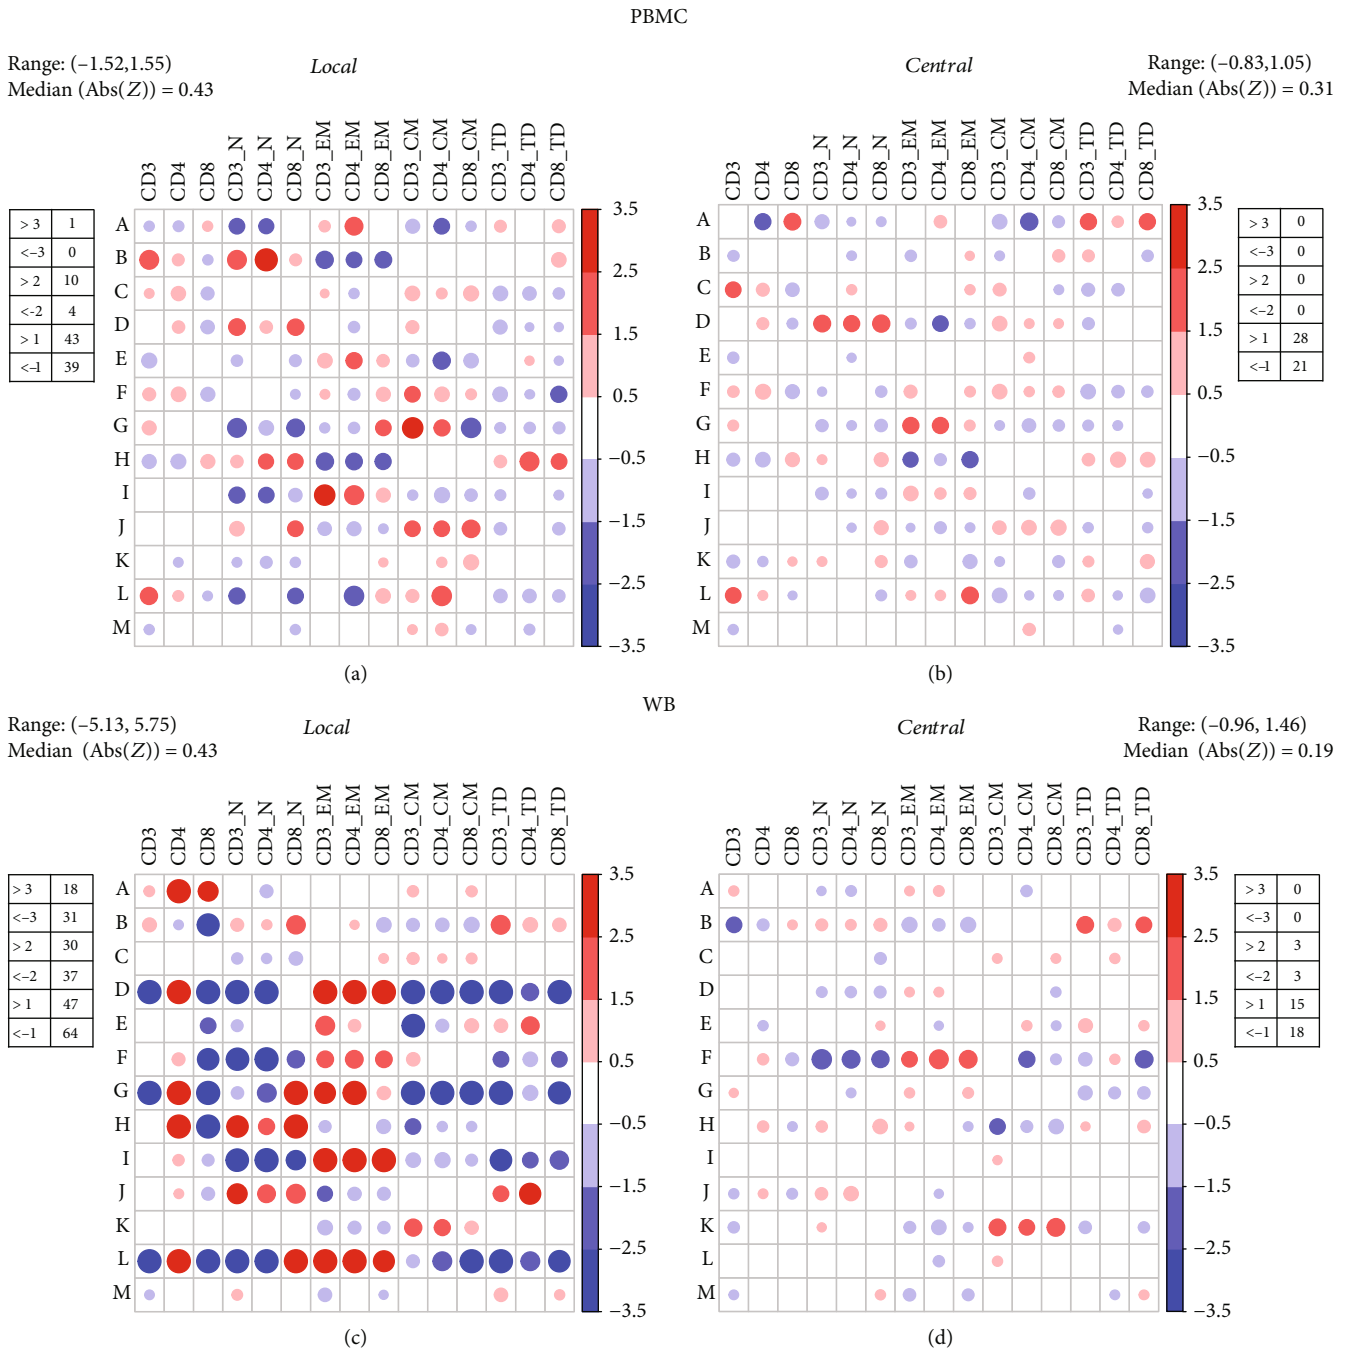 PBMC
Range: (–1.52,1.55)
Median (Abs(Z)) = 0.43
Local
CD3 CD4 CD8 CD3_N CD4_N CD8_N CD3_EM CD4_EM CD8_EM CD3_CM CD4_CM CD8_CM CD3_TD CD4_TD CD8_TD
> 3 1
<–3 0
> 2 10
<-2 4
> 1 43
<–1 39
A
B
C
D
E
F
G
H
I
J
K
L
M
3.5
2.5
1.5
0.5
–0.5
–1.5
–2.5
–3.5
(a)
Central
Range: (–0.83,1.05)
Median (Abs(Z)) = 0.31
CD3 CD4 CD8 CD3_N CD4_N CD8_N CD3_EM CD4_EM CD8_EM CD3_CM CD4_CM CD8_CM CD3_TD CD4_TD CD8_TD
A
B
C
D
E
F
G
H
I
J
K
L
M
3.5
2.5
1.5
0.5
–0.5
–1.5
–2.5
–3.5
> 3 0
<–3 0
> 2 0
<–2 0
> 1 28
<–1 21
(b)
WB
Range: (–5.13, 5.75)
Median (Abs(Z)) = 0.43
Local
CD3 CD4 CD8 CD3_N CD4_N CD8_N CD3_EM CD4_EM CD8_EM CD3_CM CD4_CM CD8_CM CD3_TD CD4_TD CD8_TD
> 3 18
<–3 31
> 2 30
<–2 37
> 1 47
<–1 64
A
B
C
D
E
F
G
H
I
J
K
L
M
3.5
2.5
1.5
0.5
–0.5
–1.5
–2.5
–3.5
(c)
Central
Range: (–0.96, 1.46)
Median (Abs(Z)) = 0.19
CD3 CD4 CD8 CD3_N CD4_N CD8_N CD3_EM CD4_EM CD8_EM CD3_CM CD4_CM CD8_CM CD3_TD CD4_TD CD8_TD
A
B
C
D
E
F
G
H
I
J
K
L
M
3.5
2.5
1.5
0.5
–0.5
–1.5
–2.5
–3.5
> 3 0
<–3 0
> 2 3
<–2 3
> 1 15
<–1 18
(d)